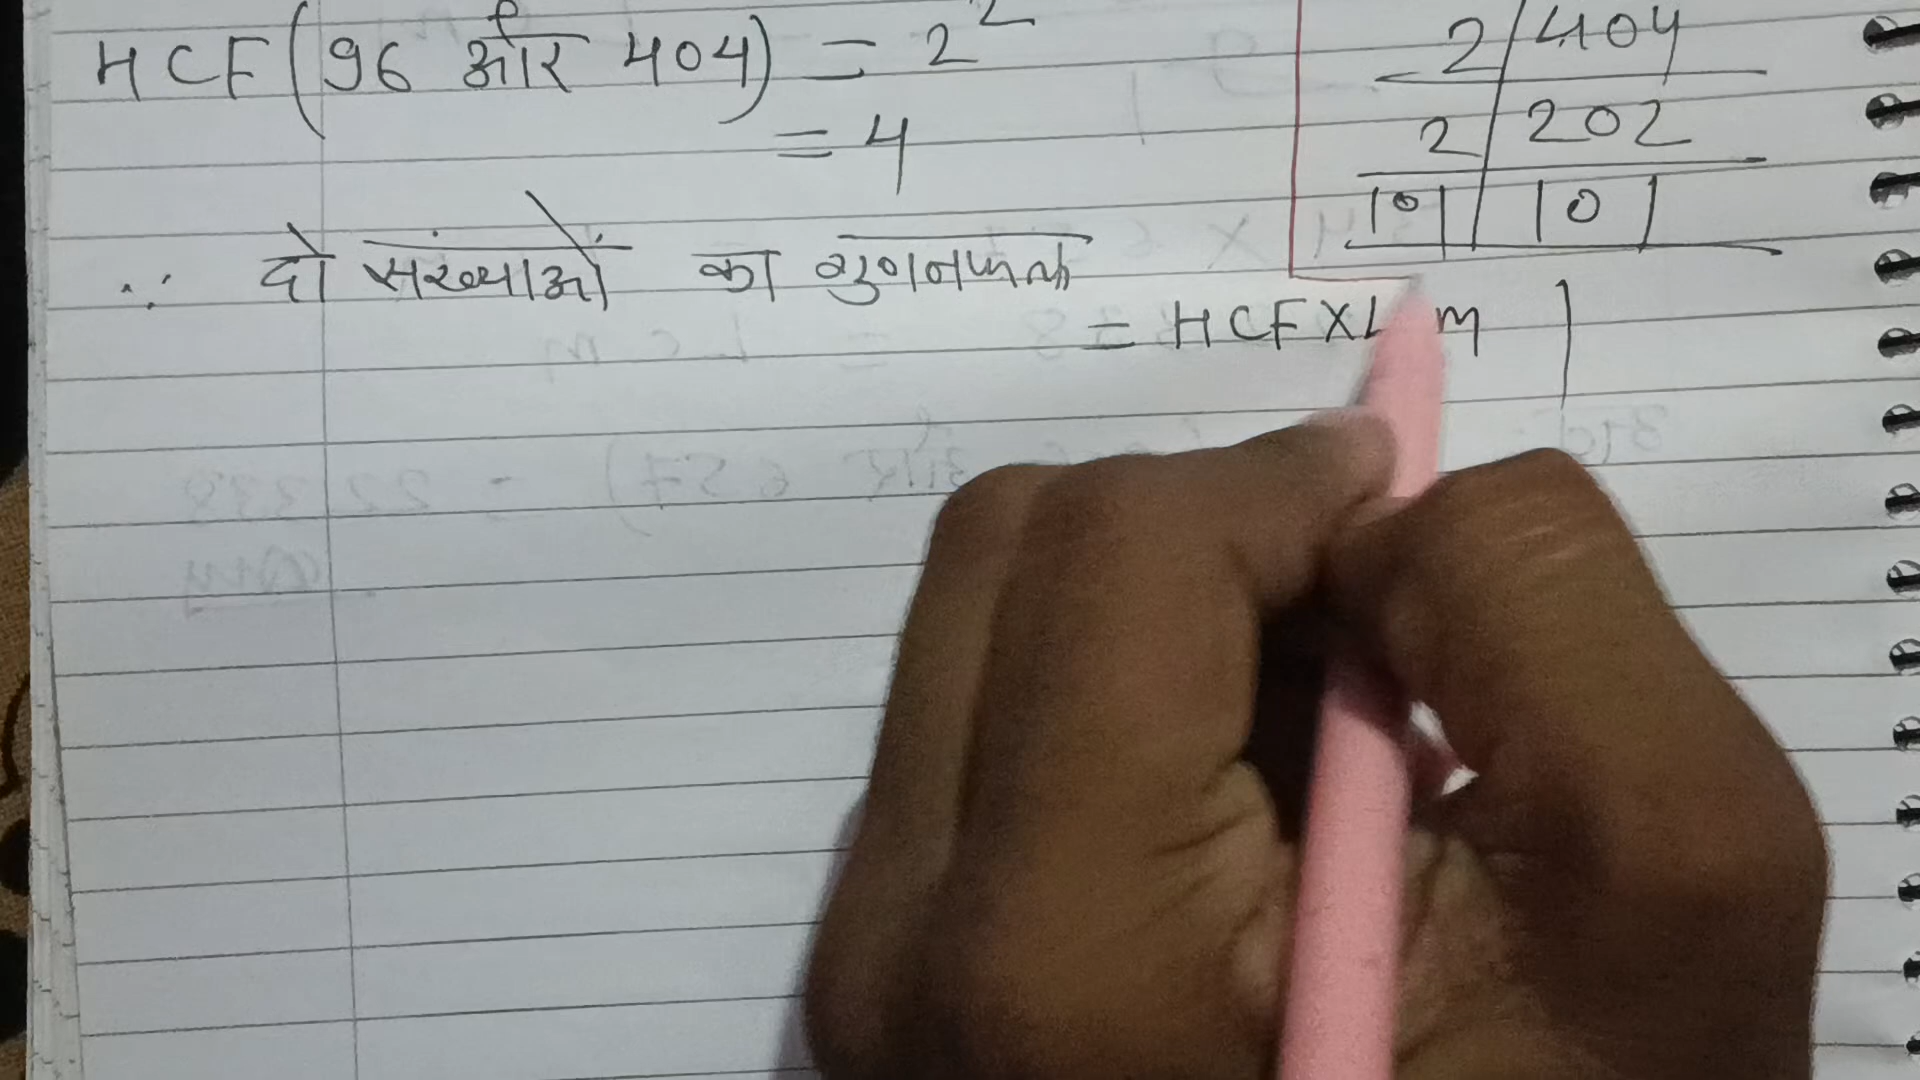 HCF(96 और 404) = 2²
= 4
2 | 404
2 | 202
101 | 101
∵ दो संख्याओं का गुणनफल
= HCF X L M